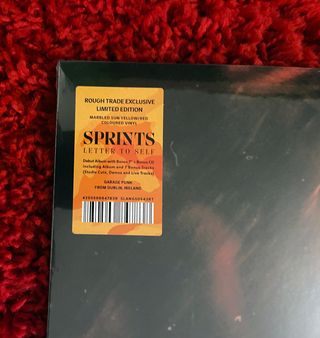 ROUGH TRADE EXCLUSIVE
LIMITED EDITION
MARBLED SUN YELLOW/RED
COLOURED VINYL
SPRINTS
LETTER TO SELF
Debut Album with Bonus 7" + Bonus CD
Including Album and 7 Bonus Tracks
(Studio Cuts, Demos and Live Tracks)
GARAGE PUNK
FROM DUBLIN, IRELAND.